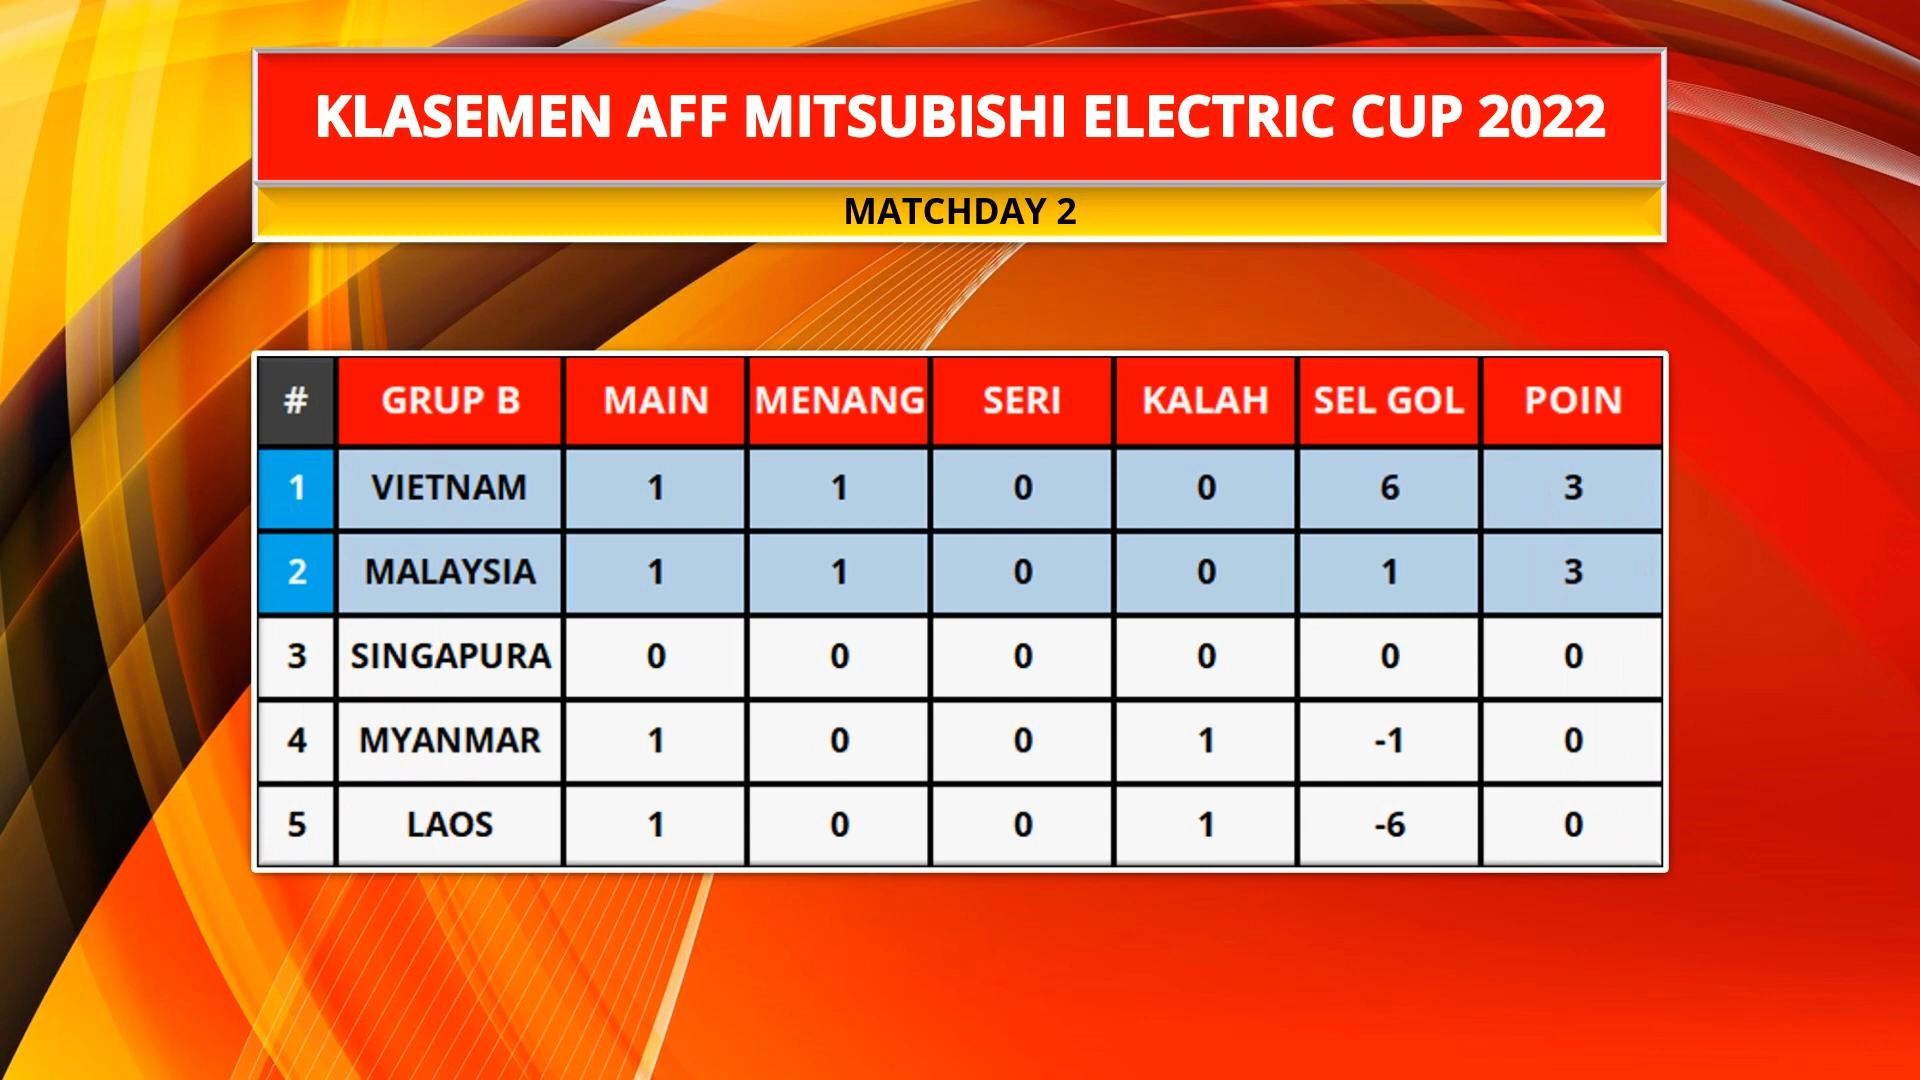 KLASEMEN AFF MITSUBISHI ELECTRIC CUP 2022
MATCHDAY 2
# GRUP B MAIN MENANG SERI KALAH SEL GOL POIN
1 VIETNAM 1 1 0 0 6 3
2 MALAYSIA 1 1 0 0 1 3
3 SINGAPURA 0 0 0 0 0 0
4 MYANMAR 1 0 0 1 -1 0
5 LAOS 1 0 0 1 -6 0